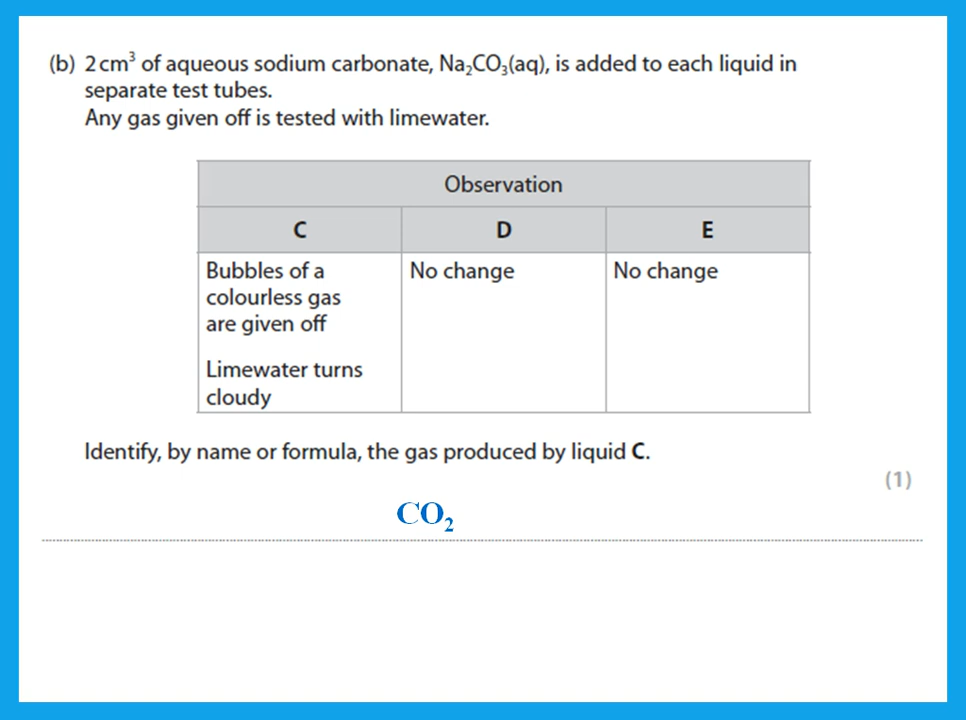 (b) 2 cm³ of aqueous sodium carbonate, Na₂CO₃(aq), is added to each liquid in
separate test tubes.
Any gas given off is tested with limewater.
Observation
C D E
Bubbles of a No change No change
colourless gas
are given off
Limewater turns
cloudy
Identify, by name or formula, the gas produced by liquid C.
(1)
CO₂